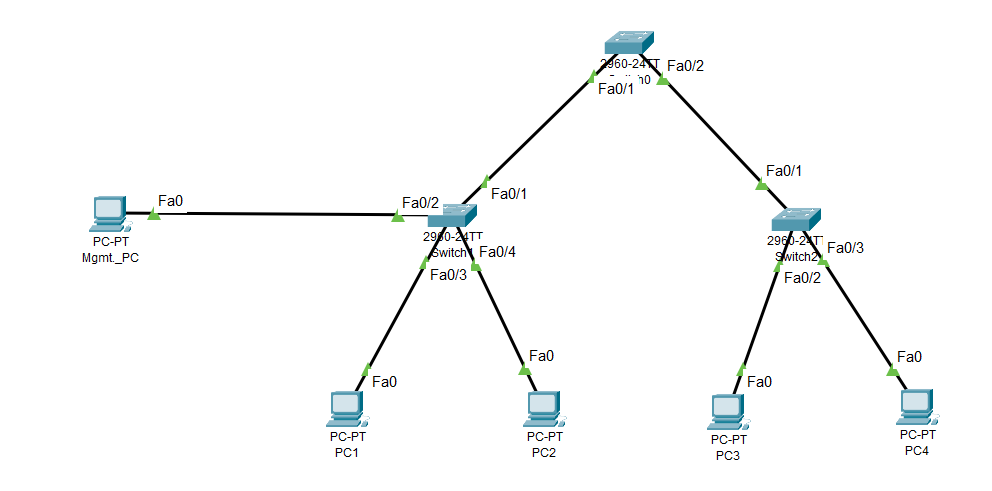 2960-24TT
Fa0/2
Fa0/1
Fa0/1
Fa0/1
Fa0
Fa0/2
PC-PT
Mgmt._PC
2960-24TT
Switch1
Fa0/4
Fa0/3
2960-24TT
Switch2
Fa0/3
Fa0/2
Fa0
Fa0
Fa0
Fa0
PC-PT
PC1
PC-PT
PC2
PC-PT
PC3
PC-PT
PC4